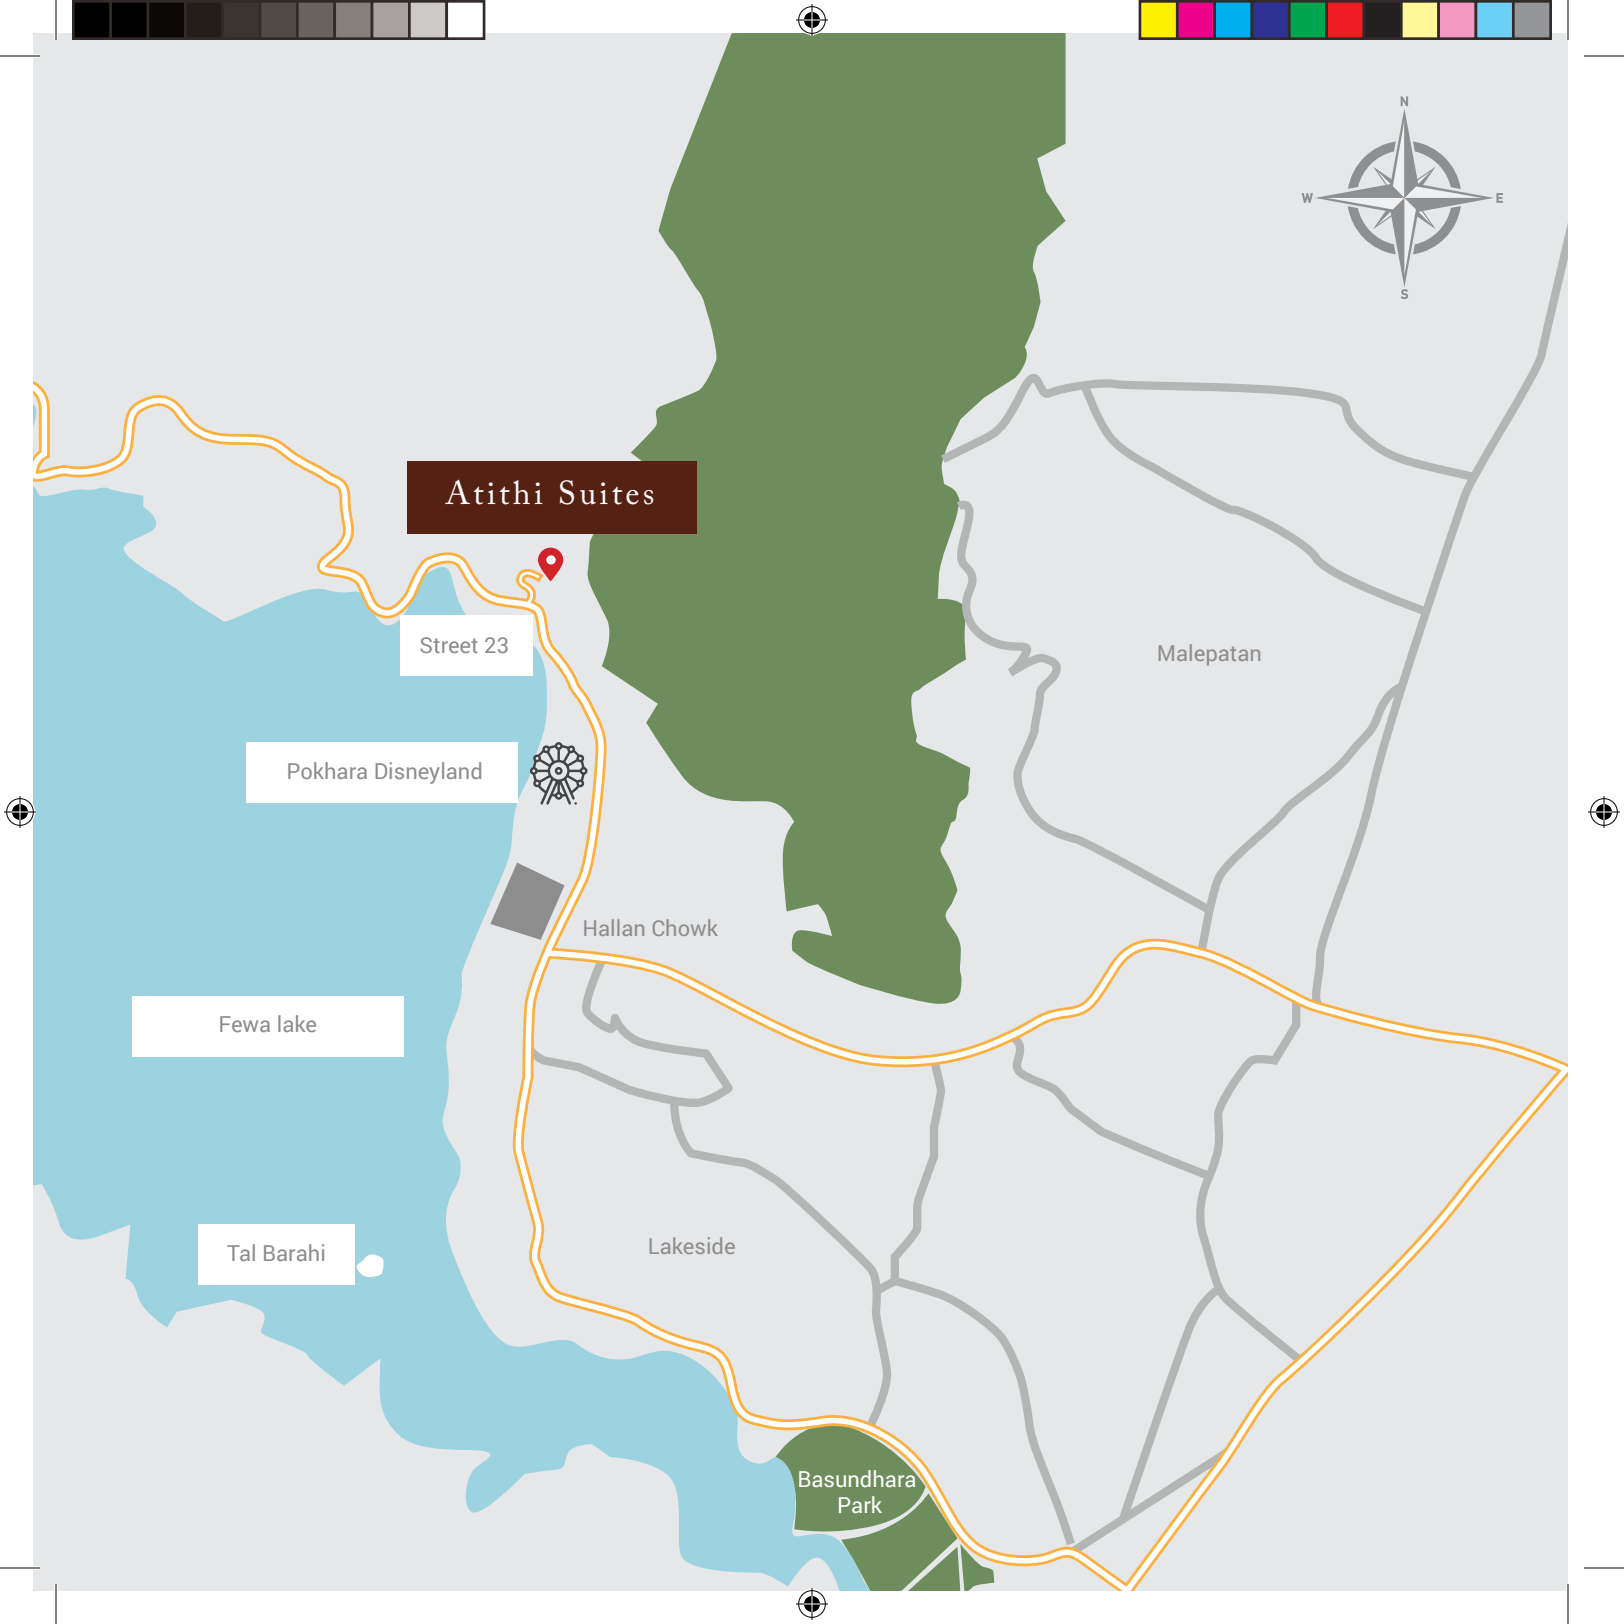 N
W
E
S
Atithi Suites
Street 23
Malepatan
Pokhara Disneyland
Hallan Chowk
Fewa lake
Lakeside
Tal Barahi
Basundhara
Park